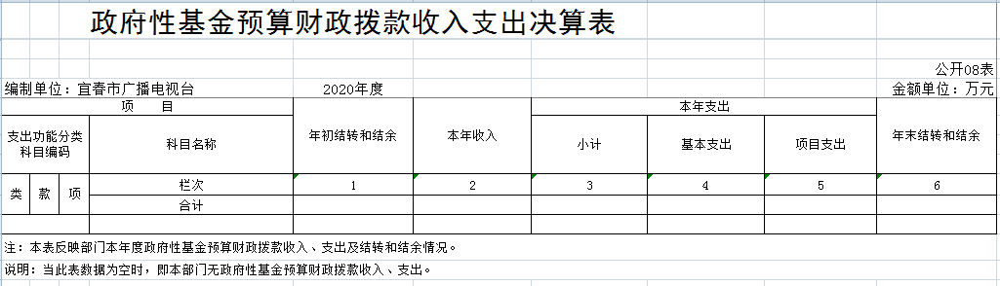 政府性基金预算财政拨款收入支出决算表
公开08表
编制单位：宜春市广播电视台 2020年度 金额单位：万元
项 目 年初结转和结余 本年收入 本年支出 年末结转和结余
支出功能分类科目编码 科目名称 小计 基本支出 项目支出
类 款 项 栏次 1 2 3 4 5 6
合计
注：本表反映部门本年度政府性基金预算财政拨款收入、支出及结转和结余情况。
说明：当此表数据为空时，即本部门无政府性基金预算财政拨款收入、支出。